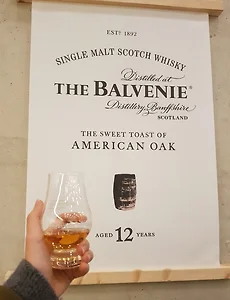 ESTD 1892
SINGLE MALT SCOTCH WHISKY
Distilled at
THE BALVENIE®
Distillery, Banffshire
SCOTLAND
THE SWEET TOAST OF
AMERICAN OAK
AGED 12 YEARS